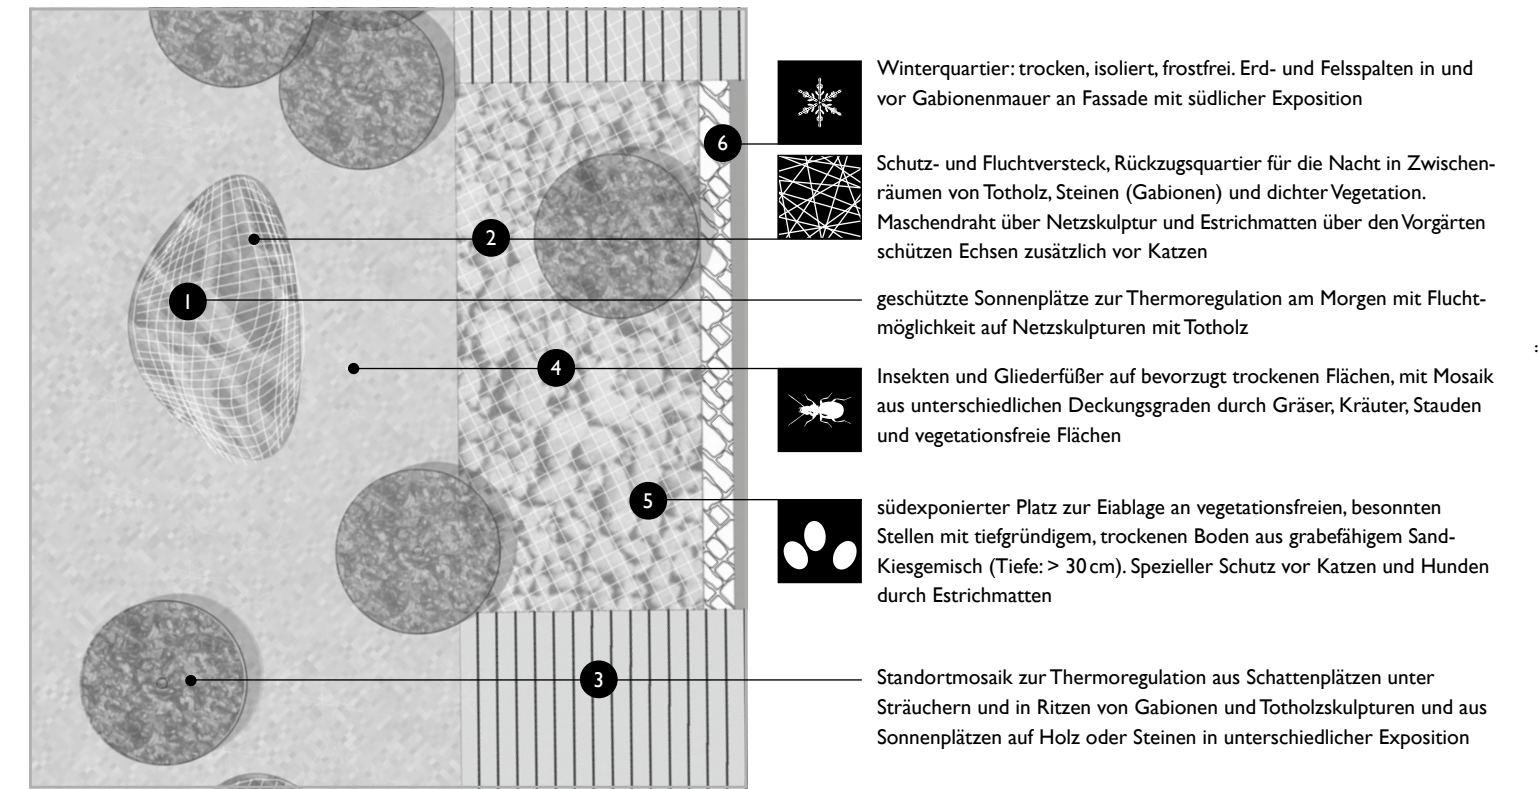 Winterquartier: trocken, isoliert, frostfrei. Erd- und Felsspalten in und
vor Gabionenmauer an Fassade mit südlicher Exposition
6
Schutz- und Fluchtversteck, Rückzugsquartier für die Nacht in Zwischen-
räumen von Totholz, Steinen (Gabionen) und dichter Vegetation.
Maschendraht über Netzskulptur und Estrichmatten über den Vorgärten
schützen Echsen zusätzlich vor Katzen
2
1
geschützte Sonnenplätze zur Thermoregulation am Morgen mit Flucht-
möglichkeit auf Netzskulpturen mit Totholz
:
4
Insekten und Gliederfüßer auf bevorzugt trockenen Flächen, mit Mosaik
aus unterschiedlichen Deckungsgraden durch Gräser, Kräuter, Stauden
und vegetationsfreie Flächen
5
südexponierter Platz zur Eiablage an vegetationsfreien, besonnten
Stellen mit tiefgründigem, trockenen Boden aus grabefähigem Sand-
Kiesgemisch (Tiefe: > 30 cm). Spezieller Schutz vor Katzen und Hunden
durch Estrichmatten
3
Standortmosaik zur Thermoregulation aus Schattenplätzen unter
Sträuchern und in Ritzen von Gabionen und Totholzskulpturen und aus
Sonnenplätzen auf Holz oder Steinen in unterschiedlicher Exposition